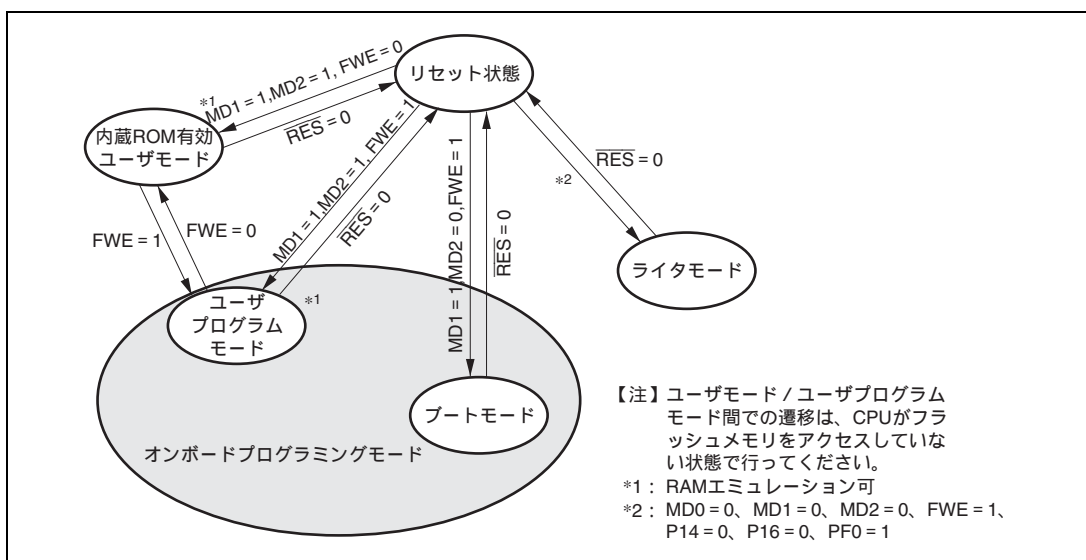 リセット状態
MD1 = 1,MD2 = 1, FWE = 0
*1
RES = 0
内蔵ROM有効
ユーザモード
MD1 = 1,MD2 = 1, FWE = 1
RES = 0
MD1 = 1,MD2 = 0,FWE = 1
RES = 0
RES = 0
*2
FWE = 1
FWE = 0
ライタモード
ユーザ
プログラム
モード
*1
ブートモード
オンボードプログラミングモード
【注】ユーザモード / ユーザプログラム
モード間での遷移は、CPUがフラ
ッシュメモリをアクセスしていな
い状態で行ってください。
*1 : RAMエミュレーション可
*2 : MD0 = 0、MD1 = 0、MD2 = 0、FWE = 1、
P14 = 0、P16 = 0、PF0 = 1